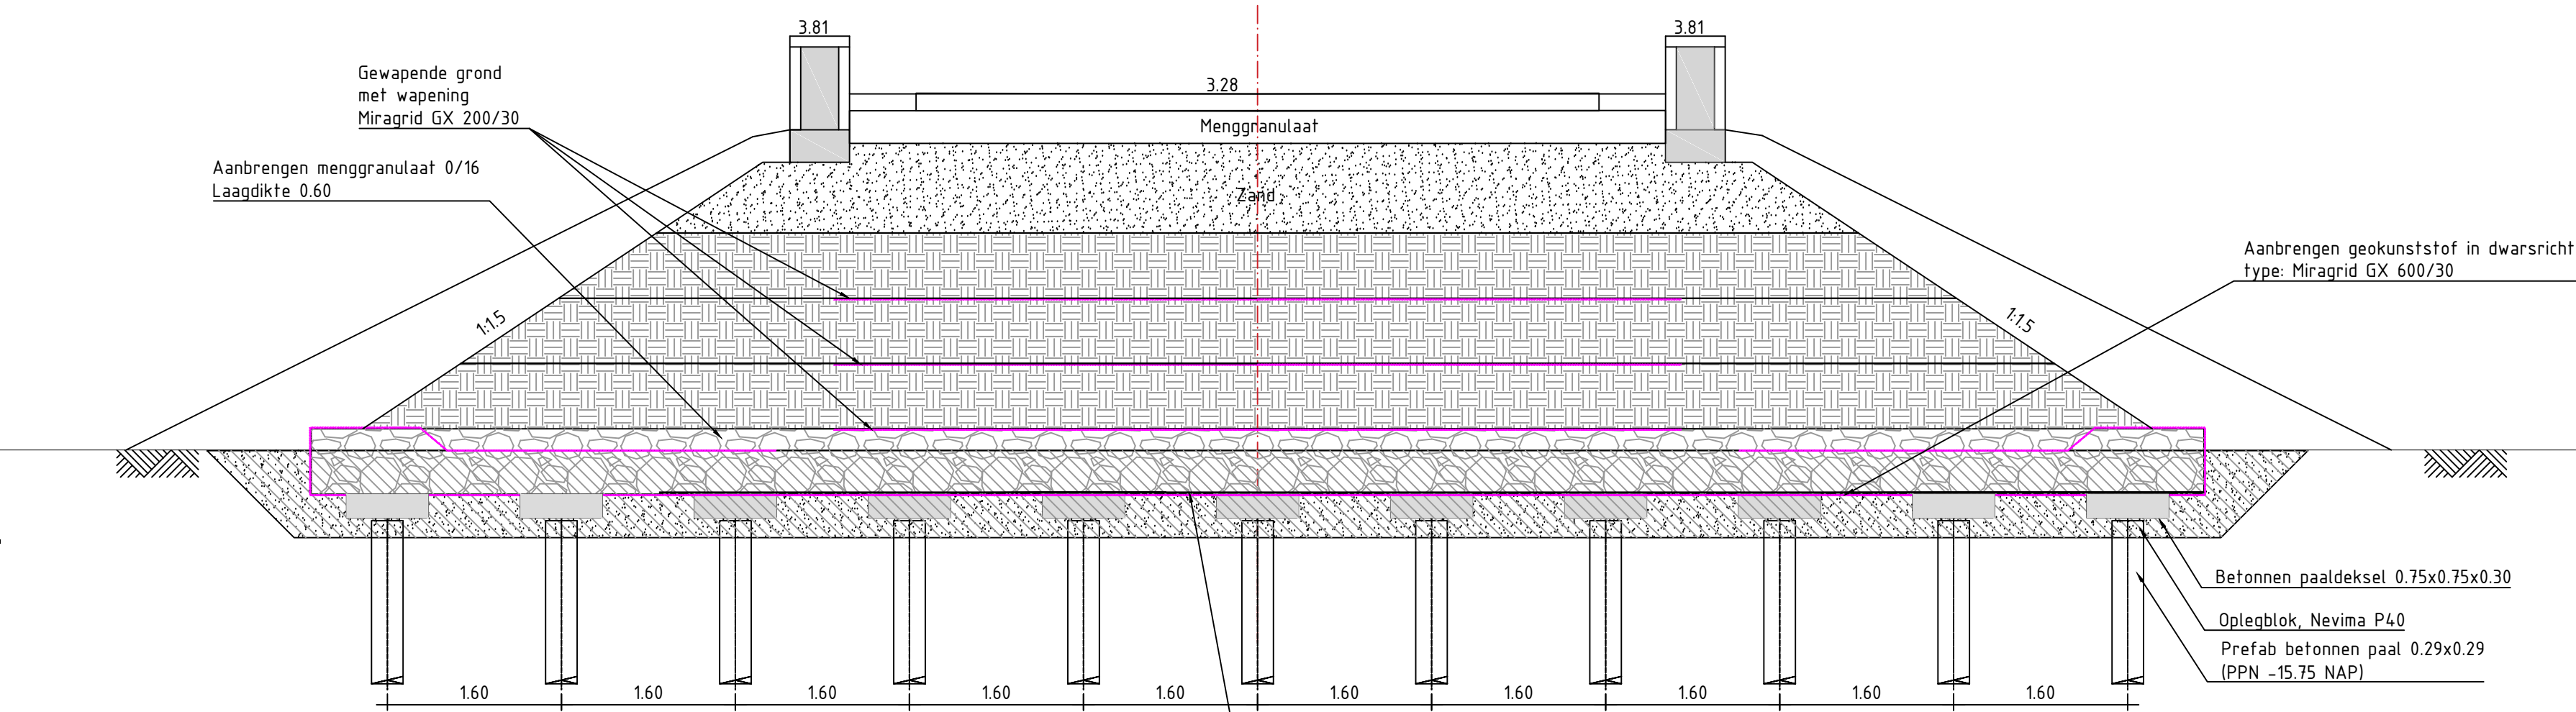 3.81
3.81
3.28
Gewapende grond
met wapening
Miragrid GX 200/30
Menggranulaat
Aanbrengen menggranulaat 0/16
Laagdikte 0.60
Zand
Aanbrengen geokunststof in dwarsricht
type: Miragrid GX 600/30
1:1.5
1:1.5
Betonnen paaldeksel 0.75x0.75x0.30
Oplegblok, Nevima P40
Prefab betonnen paal 0.29x0.29
(PPN -15.75 NAP)
1.60 1.60 1.60 1.60 1.60 1.60 1.60 1.60 1.60 1.60